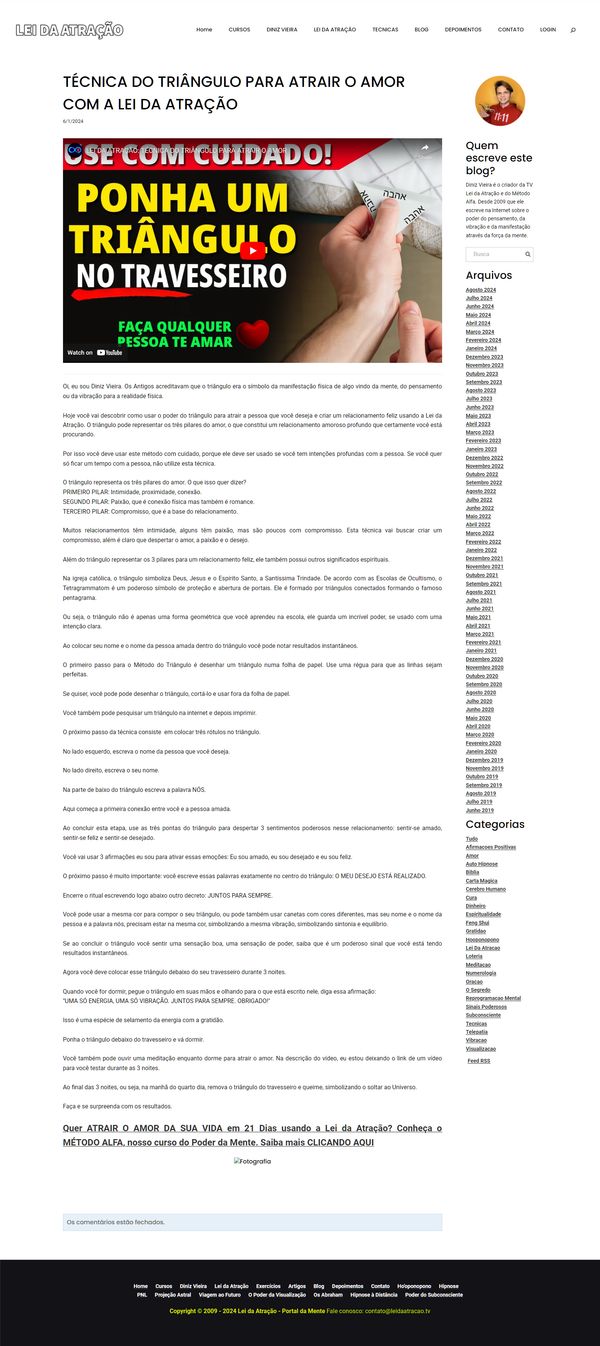 LEI DA ATRAÇÃO
Home CURSOS DINIZ VIEIRA LEI DA ATRAÇÃO TECNICAS BLOG DEPOIMENTOS CONTATO LOGIN
TÉCNICA DO TRIÂNGULO PARA ATRAIR O AMOR
COM A LEI DA ATRAÇÃO
6/1/2024
LEI DA ATRAÇÃO: TÉCNICA DO TRIÂNGULO PARA ATRAIR O AMOR
USE COM CUIDADO!
PONHA UM
TRIÂNGULO
NO TRAVESSEIRO
FAÇA QUALQUER
PESSOA TE AMAR
אהבה
אהבה
Watch on YouTube
Oi, eu sou Diniz Vieira. Os Antigos acreditavam que o triângulo era o símbolo da manifestação física de algo vindo da mente, do pensamento
ou da vibração para a realidade física.
Hoje você vai descobrir como usar o poder do triângulo para atrair a pessoa que você deseja e criar um relacionamento feliz usando a Lei da
Atração. O triângulo pode representar os três pilares do amor, o que constitui um relacionamento amoroso profundo que certamente você está
procurando.
Por isso você deve usar este método com cuidado, porque ele deve ser usado se você tem intenções profundas com a pessoa. Se você quer
só ficar um tempo com a pessoa, não utilize esta técnica.
O triângulo representa os três pilares do amor. O que isso quer dizer?
PRIMEIRO PILAR: Intimidade, proximidade, conexão.
SEGUNDO PILAR: Paixão, que é conexão física mas também é romance.
TERCEIRO PILAR: Compromisso, que é a base do relacionamento.
Muitos relacionamentos têm intimidade, alguns têm paixão, mas são poucos com compromisso. Esta técnica vai buscar criar um
compromisso, além é claro que despertar o amor, a paixão e o desejo.
Além do triângulo representar os 3 pilares para um relacionamento feliz, ele também possui outros significados espirituais.
Na igreja católica, o triângulo simboliza Deus, Jesus e o Espírito Santo, a Santíssima Trindade. De acordo com as Escolas de Ocultismo, o
Tetragrammatom é um poderoso símbolo de proteção e abertura de portais. Ele é formado por triângulos conectados formando o famoso
pentagrama.
Ou seja, o triângulo não é apenas uma forma geométrica que você aprendeu na escola, ele guarda um incrível poder, se usado com uma
intenção clara.
Ao colocar seu nome e o nome da pessoa amada dentro do triângulo você pode notar resultados instantâneos.
O primeiro passo para o Método do Triângulo é desenhar um triângulo numa folha de papel. Use uma régua para que as linhas sejam
perfeitas.
Se quiser, você pode pode desenhar o triângulo, cortá-lo e usar fora da folha de papel.
Você também pode pesquisar um triângulo na internet e depois imprimir.
O próximo passo da técnica consiste em colocar três rótulos no triângulo.
No lado esquerdo, escreva o nome da pessoa que você deseja.
No lado direito, escreva o seu nome.
Na parte de baixo do triângulo escreva a palavra NÓS.
Aqui começa a primeira conexão entre você e a pessoa amada.
Ao concluir esta etapa, use as três pontas do triângulo para despertar 3 sentimentos poderosos nesse relacionamento: sentir-se amado,
sentir-se feliz e sentir-se desejado.
Você vai usar 3 afirmações eu sou para ativar essas emoções: Eu sou amado, eu sou desejado e eu sou feliz.
O próximo passo é muito importante: você escreve essas palavras exatamente no centro do triângulo: O MEU DESEJO ESTÁ REALIZADO.
Encerre o ritual escrevendo logo abaixo outro decreto: JUNTOS PARA SEMPRE.
Você pode usar a mesma cor para compor o seu triângulo, ou pode também usar canetas com cores diferentes, mas seu nome e o nome da
pessoa e a palavra nós, precisam estar na mesma cor, simbolizando a mesma vibração, simbolizando sintonia e equilíbrio.
Se ao concluir o triângulo você sentir uma sensação boa, uma sensação de poder, saiba que é um poderoso sinal que você está tendo
resultados instantâneos.
Agora você deve colocar esse triângulo debaixo do seu travesseiro durante 3 noites.
Quando você for dormir, pegue o triângulo em suas mãos e olhando para o que está escrito nele, diga essa afirmação:
"UMA SÓ ENERGIA, UMA SÓ VIBRAÇÃO. JUNTOS PARA SEMPRE. OBRIGADO!"
Isso é uma espécie de selamento da energia com a gratidão.
Ponha o triângulo debaixo do travesseiro e vá dormir.
Você também pode ouvir uma meditação enquanto dorme para atrair o amor. Na descrição do vídeo, eu estou deixando o link de um vídeo
para você testar durante as 3 noites.
Ao final das 3 noites, ou seja, na manhã do quarto dia, remova o triângulo do travesseiro e queime, simbolizando o soltar ao Universo.
Faça e se surpreenda com os resultados.
Quer ATRAIR O AMOR DA SUA VIDA em 21 Dias usando a Lei da Atração? Conheça o
MÉTODO ALFA, nosso curso do Poder da Mente. Saiba mais CLICANDO AQUI
Fotografia
Os comentários estão fechados.
11:11
Quem
escreve este
blog?
Diniz Vieira é o criador da TV
Lei da Atração e do Método
Alfa. Desde 2009 que ele
escreve na Internet sobre o
poder do pensamento, da
vibração e da manifestação
através da força da mente.
Busca
Arquivos
Agosto 2024
Julho 2024
Junho 2024
Maio 2024
Abril 2024
Março 2024
Fevereiro 2024
Janeiro 2024
Dezembro 2023
Novembro 2023
Outubro 2023
Setembro 2023
Agosto 2023
Julho 2023
Junho 2023
Maio 2023
Abril 2023
Março 2023
Fevereiro 2023
Janeiro 2023
Dezembro 2022
Novembro 2022
Outubro 2022
Setembro 2022
Agosto 2022
Julho 2022
Junho 2022
Maio 2022
Abril 2022
Março 2022
Fevereiro 2022
Janeiro 2022
Dezembro 2021
Novembro 2021
Outubro 2021
Setembro 2021
Agosto 2021
Julho 2021
Junho 2021
Maio 2021
Abril 2021
Março 2021
Fevereiro 2021
Janeiro 2021
Dezembro 2020
Novembro 2020
Outubro 2020
Setembro 2020
Agosto 2020
Julho 2020
Junho 2020
Maio 2020
Abril 2020
Março 2020
Fevereiro 2020
Janeiro 2020
Dezembro 2019
Novembro 2019
Outubro 2019
Setembro 2019
Agosto 2019
Julho 2019
Junho 2019
Categorias
Tudo
Afirmacoes Positivas
Amor
Auto Hipnose
Biblia
Carta Magica
Cerebro Humano
Cura
Dinheiro
Espiritualidade
Feng Shui
Gratidao
Hooponopono
Lei Da Atracao
Loteria
Meditacao
Numerologia
Oracao
O Segredo
Reprogramacao Mental
Sinais Poderosos
Subconsciente
Tecnicas
Telepatia
Vibracao
Visualizacao
Feed RSS
Home Cursos Diniz Vieira Lei da Atração Exercícios Artigos Blog Depoimentos Contato Ho'oponopono Hipnose
PNL Projeção Astral Viagem ao Futuro O Poder da Visualização Os Abraham Hipnose à Distância Poder do Subconsciente
Copyright © 2009 - 2024 Lei da Atração - Portal da Mente Fale conosco: contato@leidaatracao.tv